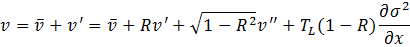 v = v̄ + v′ = v̄ + Rv′ + √(1 − R²)v″ + T_L(1 − R) ∂σ²/∂x